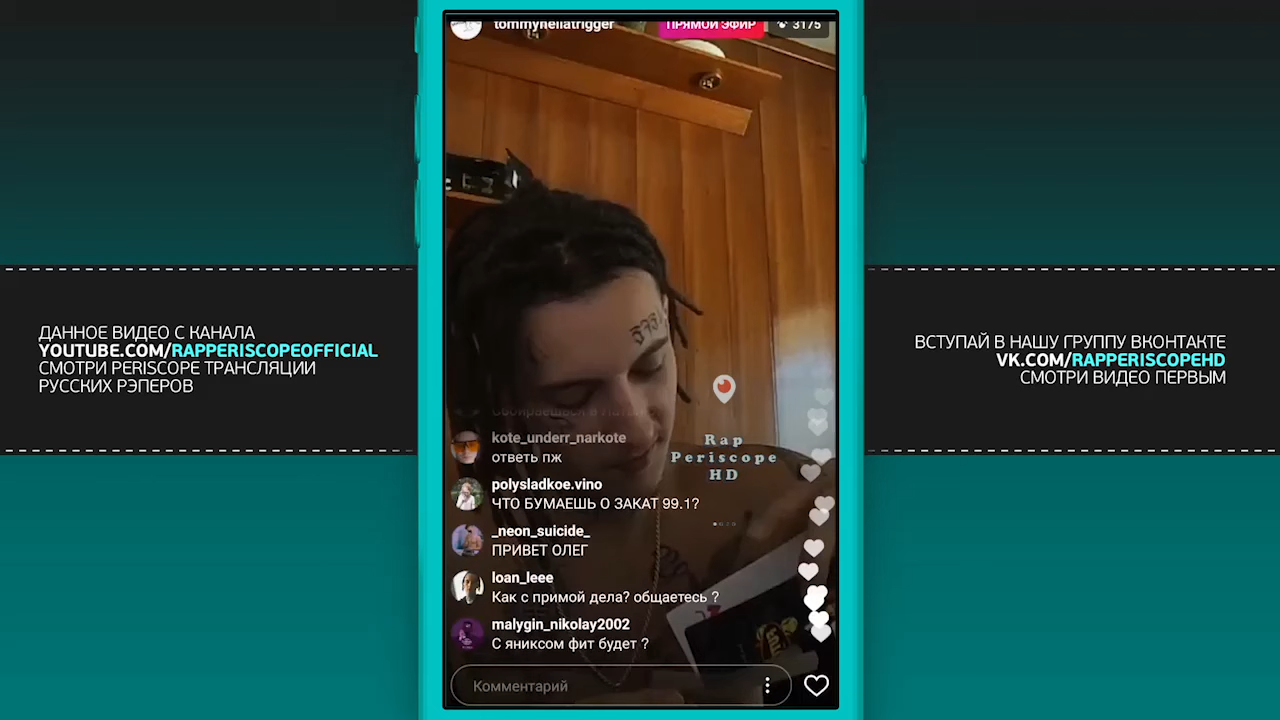 tommyhellatrigger
ПРЯМОЙ ЭФИР
3175
ДАННОЕ ВИДЕО С КАНАЛА
YOUTUBE.COM/RAPPERISCOPEOFFICIAL
СМОТРИ PERISCOPE ТРАНСЛЯЦИИ
РУССКИХ РЭПЕРОВ
ВСТУПАЙ В НАШУ ГРУППУ ВКОНТАКТЕ
VK.COM/RAPPERISCOPEHD
СМОТРИ ВИДЕО ПЕРВЫМ
Rap
Periscope
HD
kote_underr_narkote
ответь пж
polysladkoe.vino
ЧТО БУМАЕШЬ О ЗАКАТ 99.1?
_neon_suicide_
ПРИВЕТ ОЛЕГ
loan_leee
Как с примой дела? общаетесь ?
malygin_nikolay2002
С яниксом фит будет ?
Комментарий